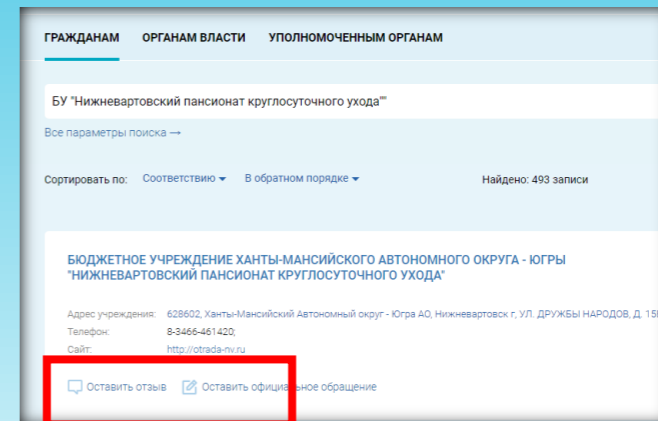 ГРАЖДАНАМ ОРГАНАМ ВЛАСТИ УПОЛНОМОЧЕННЫМ ОРГАНАМ
БУ "Нижневартовский пансионат круглосуточного ухода""
Все параметры поиска →
Сортировать по: Соответствию В обратном порядке Найдено: 493 записи
БЮДЖЕТНОЕ УЧРЕЖДЕНИЕ ХАНТЫ-МАНСИЙСКОГО АВТОНОМНОГО ОКРУГА - ЮГРЫ
"НИЖНЕВАРТОВСКИЙ ПАНСИОНАТ КРУГЛОСУТОЧНОГО УХОДА"
Адрес учреждения: 628602, Ханты-Мансийский Автономный округ - Югра АО, Нижневартовск г, УЛ. ДРУЖБЫ НАРОДОВ, Д.
Телефон: 8-3466-461420;
Сайт: http://otrada-nv.ru
Оставить отзыв Оставить официальное обращение